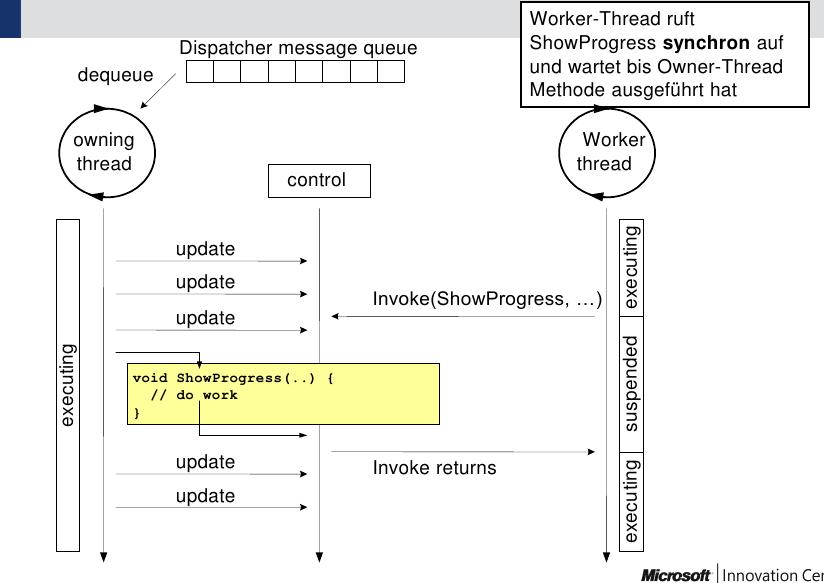 Worker-Thread ruft
ShowProgress synchron auf
und wartet bis Owner-Thread
Methode ausgeführt hat
Dispatcher message queue
dequeue
owning
thread
Worker
thread
control
update
update
update
Invoke(ShowProgress, …)
void ShowProgress(..) {
// do work
}
Invoke returns
update
update
executing
executing
suspended
executing
Microsoft Innovation Cer